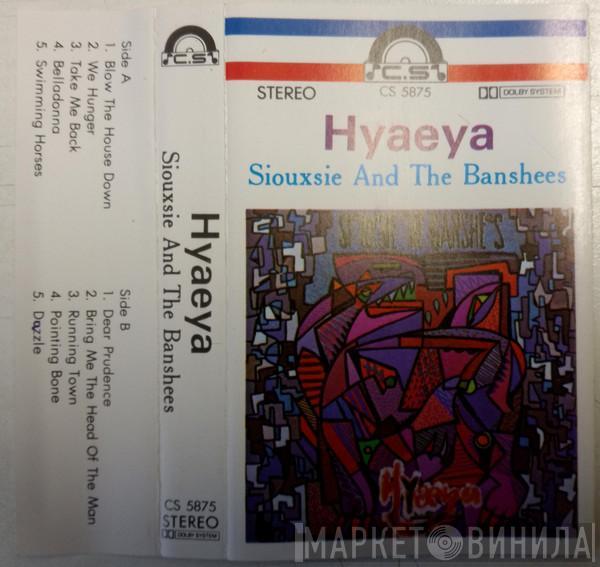 Side A
1. Blow The House Down
2. We Hunger
3. Take Me Back
4. Belladonna
5. Swimming Horses
Side B
1. Dear Prudence
2. Bring Me The Head Of The Man
3. Running Town
4. Pointing Bone
5. Dazzle
C.S
Hyaeya
Siouxsie And The Banshees
CS 5875
STEREO
DOLBY SYSTEM
C.S
STEREO
CS 5875
DOLBY SYSTEM
Hyaeya
Siouxsie And The Banshees
МАРКЕТ ВИНИЛА